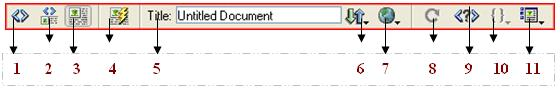 Title: Untitled Document
1 2 3 4 5 6 7 8 9 10 11